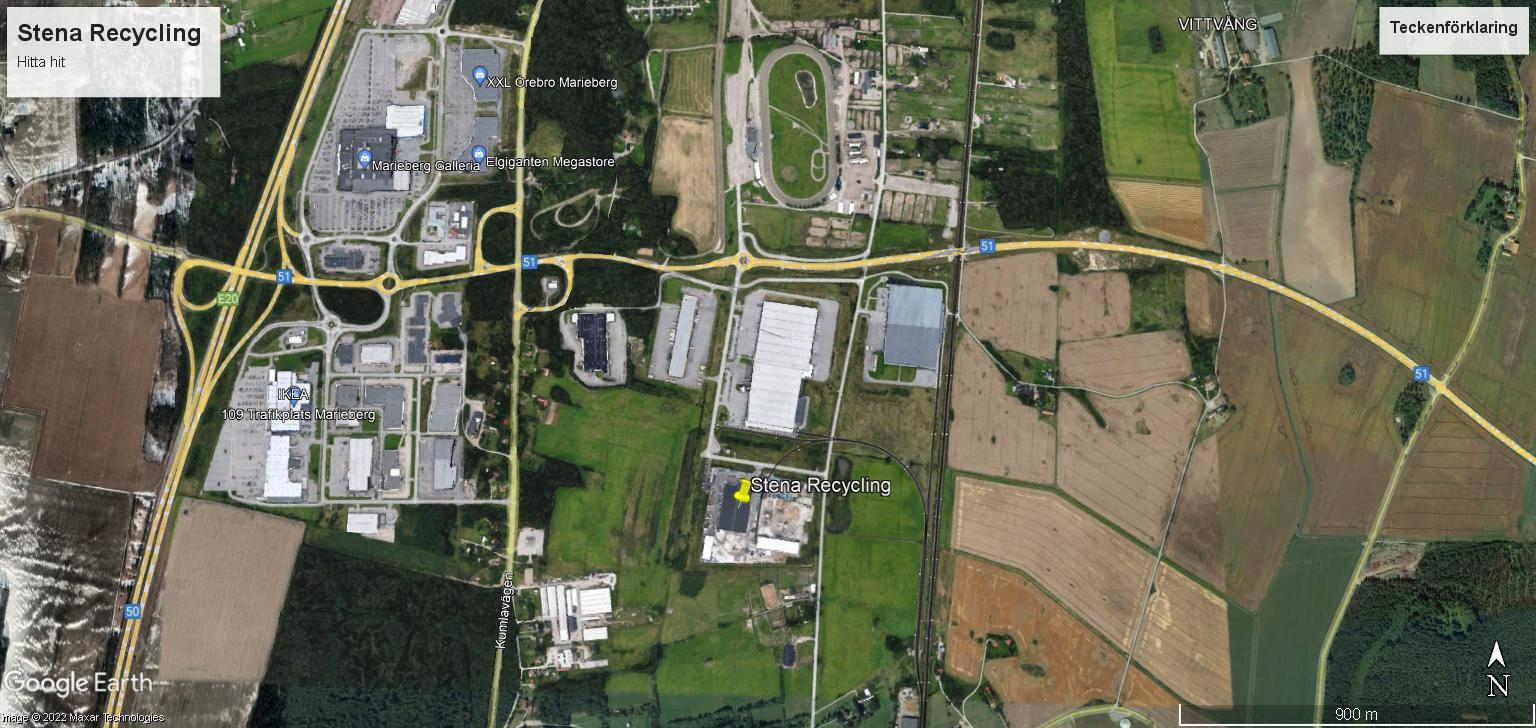 Stena Recycling
Hitta hit
Teckenförklaring
VITTVÄNG
XXL Örebro Marieberg
Marieberg Galleria
Elgiganten Megastore
51
51
51
E20
IKEA
109 Trafikplats Marieberg
51
Stena Recycling
50
Kumlavägen
Google Earth
Image © 2022 Maxar Technologies
N
900 m